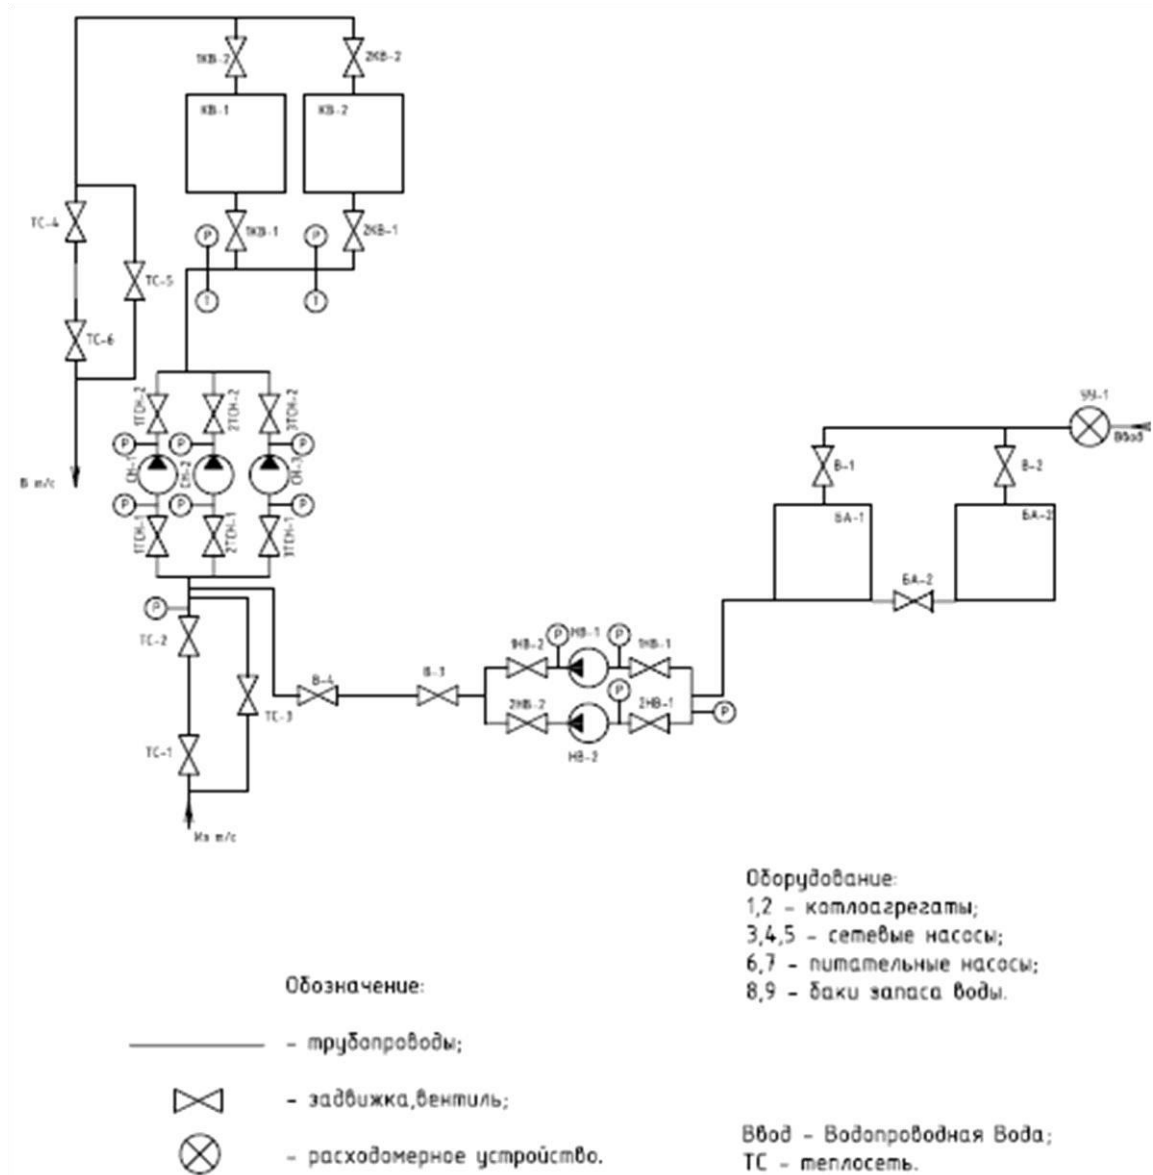 1КВ-2
2КВ-2
КВ-1
КВ-2
ТС-4
1КВ-1
2КВ-1
Р
Р
ТС-5
Т
Т
ТС-6
1ТСН-2
2ТСН-2
3ТСН-2
УУ-1
Ввод
Р
Р
Р
СН-1
СН-2
СН-3
В-1
В-2
В т/с
Р
Р
Р
БА-1
БА-2
1ТСН-1
2ТСН-1
3ТСН-1
БА-2
Р
ТС-2
1НВ-2
Р
НВ-1
Р
1НВ-1
В-4
В-3
ТС-3
2НВ-2
Р
2НВ-1
Р
ТС-1
НВ-2
Из т/с
Оборудование:
1,2 - котлоагрегаты;
3,4,5 - сетевые насосы;
6,7 - питательные насосы;
8,9 - баки запаса воды.
Обозначение:
- трубопроводы;
- задвижка,вентиль;
- расходомерное устройство.
Ввод - Водопроводная Вода;
ТС - теплосеть.